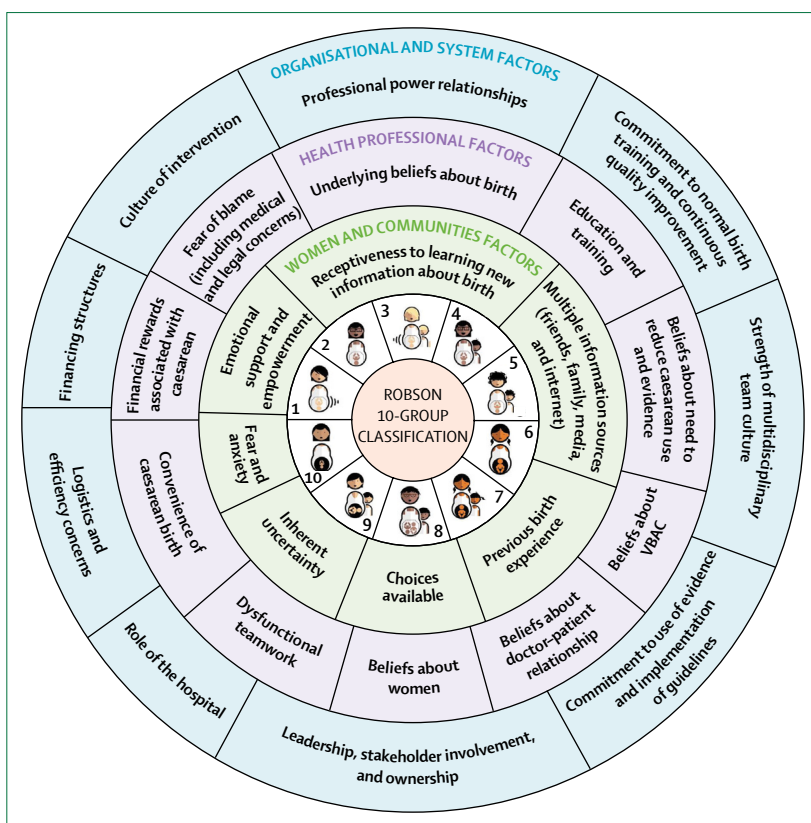 ORGANISATIONAL AND SYSTEM FACTORS
Professional power relationships
Commitment to normal birth
training and continuous
quality improvement
Strength of multidisciplinary
team culture
Commitment to use of evidence
and implementation
of guidelines
Leadership, stakeholder involvement,
and ownership
Role of the hospital
Logistics and
efficiency concerns
Financing structures
Culture of intervention
HEALTH PROFESSIONAL FACTORS
Underlying beliefs about birth
Education and
training
Beliefs about need to
reduce caesarean use
and evidence
Beliefs about
VBAC
Beliefs about
doctor-patient
relationship
Beliefs about
women
Dysfunctional
teamwork
Convenience of
caesarean birth
Financial rewards
associated with
caesarean
Fear of blame
(including medical
and legal concerns)
WOMEN AND COMMUNITIES FACTORS
Receptiveness to learning new
information about birth
Multiple information sources
(friends, family, media,
and internet)
Previous birth
experience
Choices
available
Inherent
uncertainty
Fear and
anxiety
Emotional
support and
empowerment
1
2
3
4
5
6
7
8
9
10
ROBSON
10-GROUP
CLASSIFICATION